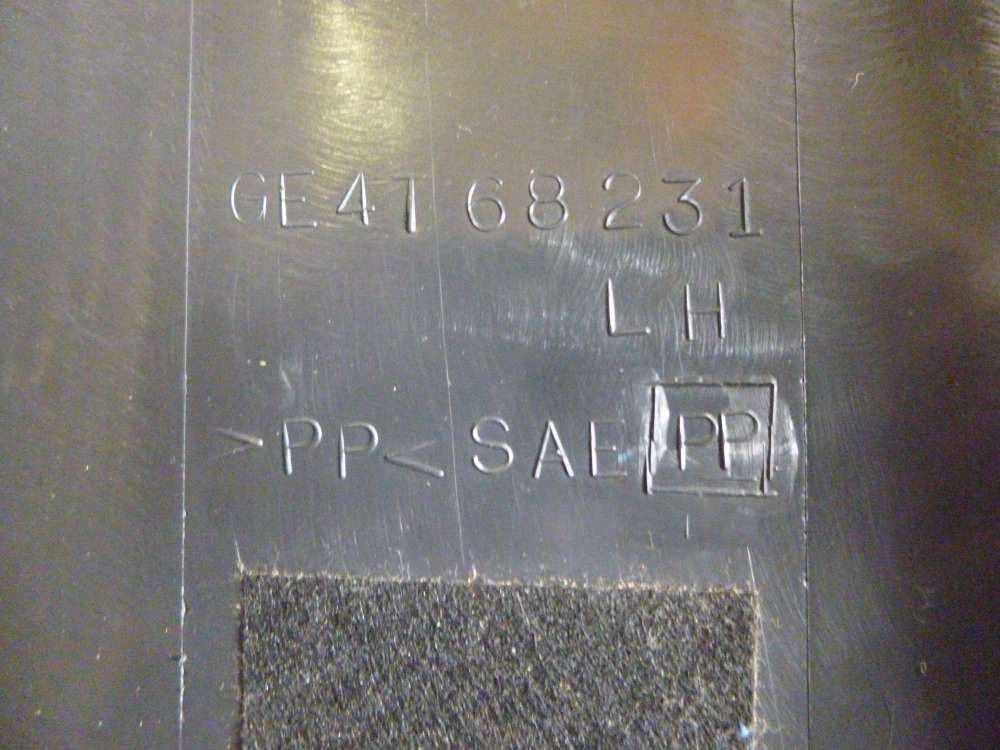 GE4T 68 231
LH
>PP< SAE PP